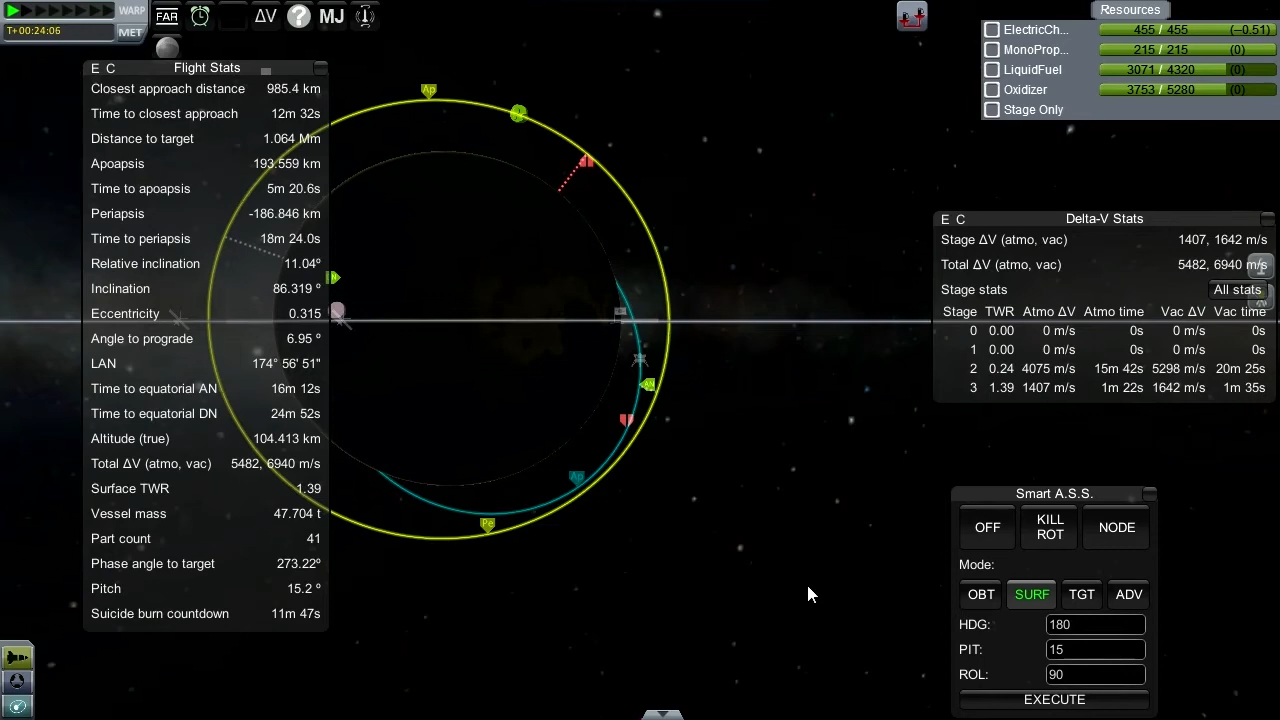 WARP
T+00:24:06
MET
FAR
ΔV
?
MJ
Resources
ElectricCh... 455 / 455 (−0.51)
MonoProp... 215 / 215 (0)
LiquidFuel 3071 / 4320 (0)
Oxidizer 3753 / 5280 (0)
Stage Only
E C Flight Stats
Closest approach distance 985.4 km
Time to closest approach 12m 32s
Distance to target 1.064 Mm
Apoapsis 193.559 km
Time to apoapsis 5m 20.6s
Periapsis -186.846 km
Time to periapsis 18m 24.0s
Relative inclination 11.04º
Inclination 86.319 º
Eccentricity 0.315
Angle to prograde 6.95 º
LAN 174° 56' 51"
Time to equatorial AN 16m 12s
Time to equatorial DN 24m 52s
Altitude (true) 104.413 km
Total ΔV (atmo, vac) 5482, 6940 m/s
Surface TWR 1.39
Vessel mass 47.704 t
Part count 41
Phase angle to target 273.22º
Pitch 15.2 º
Suicide burn countdown 11m 47s
Ap
AN
Ap
Pe
E C Delta-V Stats
Stage ΔV (atmo, vac) 1407, 1642 m/s
Total ΔV (atmo, vac) 5482, 6940 m/s
Stage stats All stats
Stage TWR Atmo ΔV Atmo time Vac ΔV Vac time
0 0.00 0 m/s 0s 0 m/s 0s
1 0.00 0 m/s 0s 0 m/s 0s
2 0.24 4075 m/s 15m 42s 5298 m/s 20m 25s
3 1.39 1407 m/s 1m 22s 1642 m/s 1m 35s
Smart A.S.S.
OFF
KILL
ROT
NODE
Mode:
OBT SURF TGT ADV
HDG: 180
PIT: 15
ROL: 90
EXECUTE